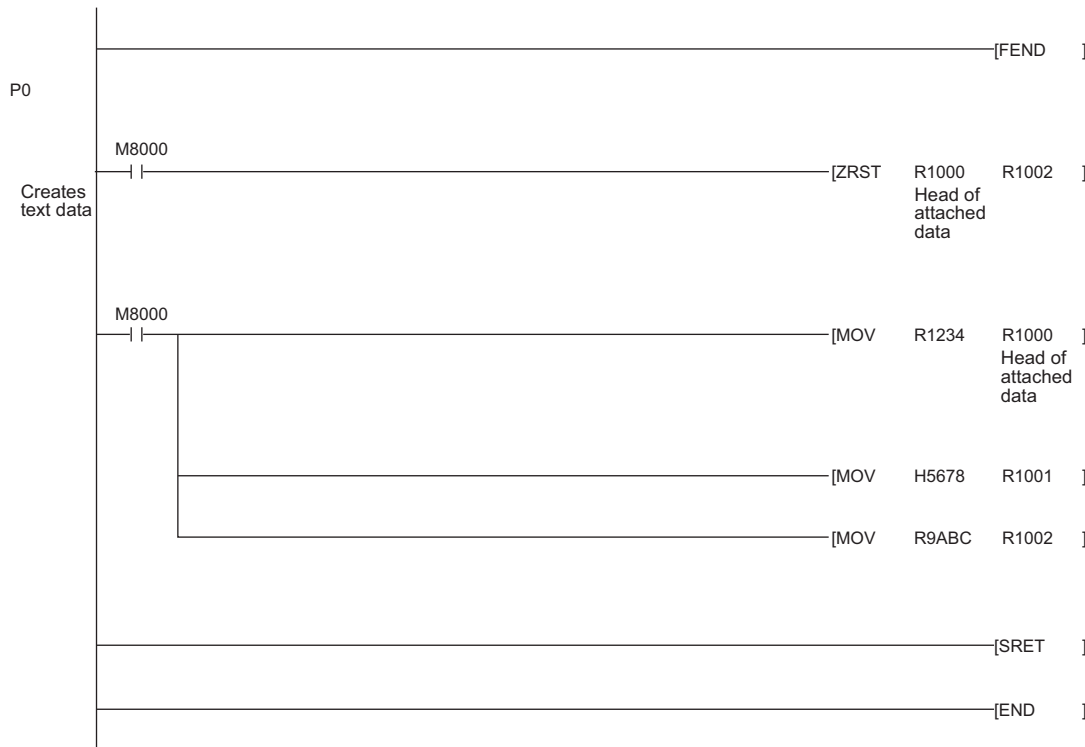 [FEND ]
P0
M8000
[ZRST R1000 R1002 ]
Creates
text data
Head of
attached
data
M8000
[MOV R1234 R1000 ]
Head of
attached
data
[MOV H5678 R1001 ]
[MOV R9ABC R1002 ]
[SRET ]
[END ]